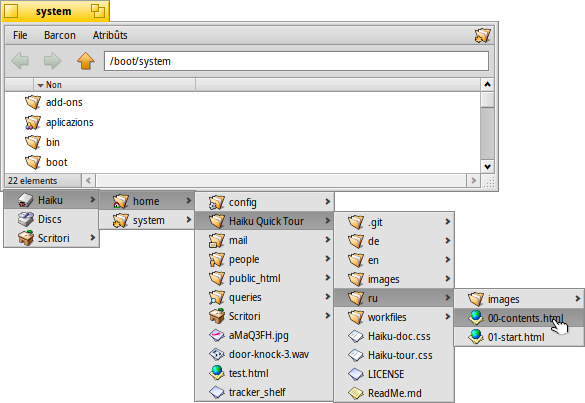 system
File Barcon Atribûts
/boot/system
Non
add-ons
aplicazions
bin
boot
22 elements
Haiku
Discs
Scritori
home
system
config
Haiku Quick Tour
mail
people
public_html
queries
Scritori
aMaQ3FH.jpg
door-knock-3.wav
test.html
tracker_shelf
.git
de
en
images
ru
workfiles
Haiku-doc.css
Haiku-tour.css
LICENSE
ReadMe.md
images
00-contents.html
01-start.html